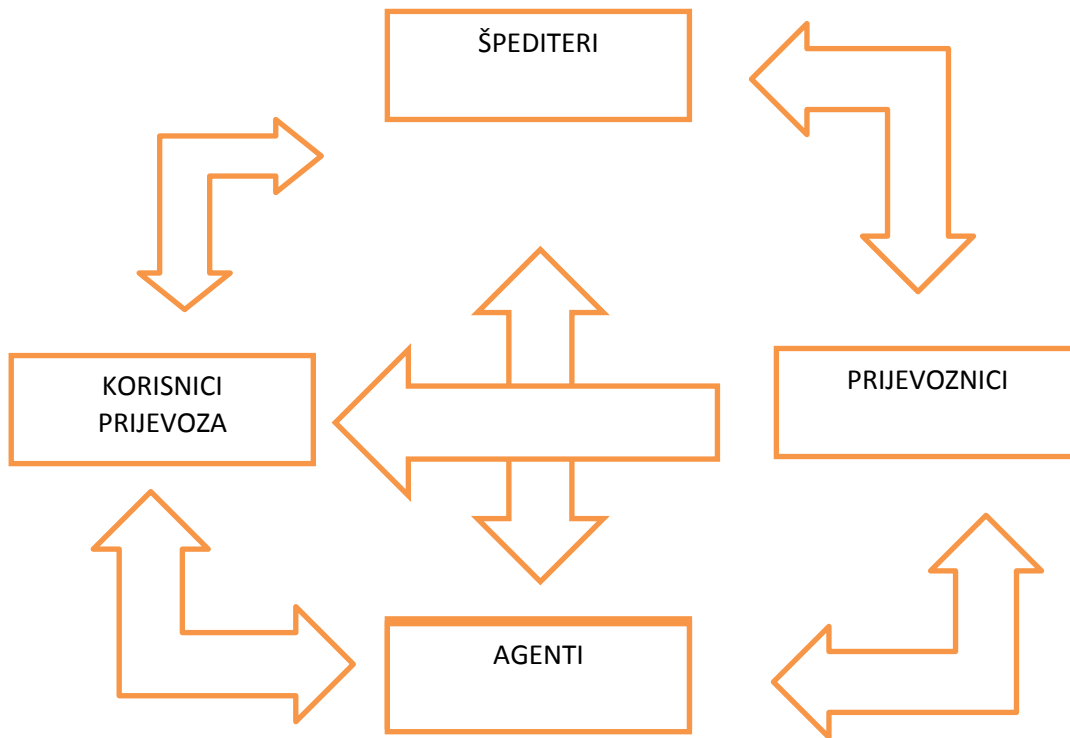 ŠPEDITERI
KORISNICI
PRIJEVOZA
PRIJEVOZNICI
AGENTI